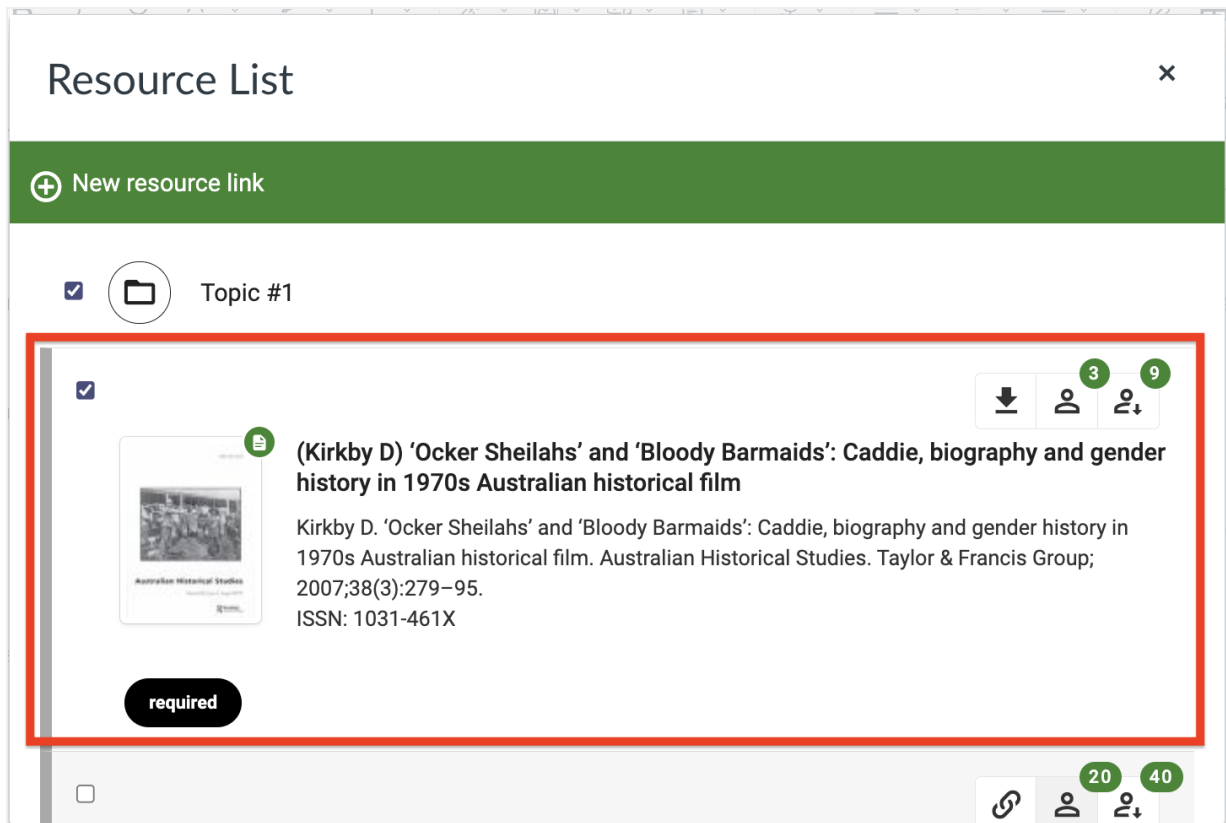 Resource List
×
New resource link
Topic #1
3
9
(Kirkby D) ‘Ocker Sheilahs’ and ‘Bloody Barmaids’: Caddie, biography and gender
history in 1970s Australian historical film
Kirkby D. ‘Ocker Sheilahs’ and ‘Bloody Barmaids’: Caddie, biography and gender history in
1970s Australian historical film. Australian Historical Studies. Taylor & Francis Group;
2007;38(3):279–95.
ISSN: 1031-461X
Australian Historical Studies
required
20
40